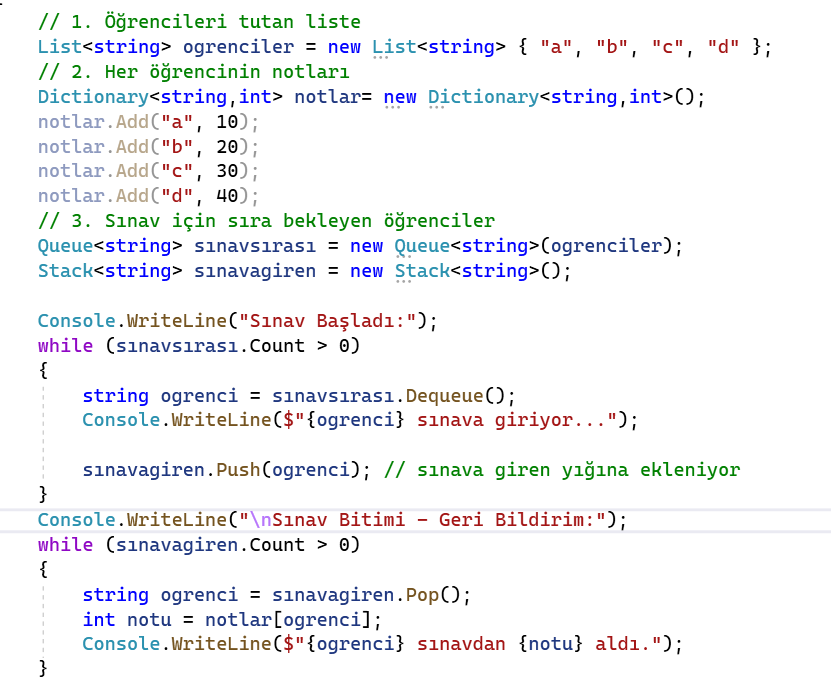 // 1. Öğrencileri tutan liste
List<string> ogrenciler = new List<string> { "a", "b", "c", "d" };
// 2. Her öğrencinin notları
Dictionary<string,int> notlar= new Dictionary<string,int>();
notlar.Add("a", 10);
notlar.Add("b", 20);
notlar.Add("c", 30);
notlar.Add("d", 40);
// 3. Sınav için sıra bekleyen öğrenciler
Queue<string> sınavsırası = new Queue<string>(ogrenciler);
Stack<string> sınavagiren = new Stack<string>();
Console.WriteLine("Sınav Başladı:");
while (sınavsırası.Count > 0)
{
string ogrenci = sınavsırası.Dequeue();
Console.WriteLine($"{ogrenci} sınava giriyor...");
sınavagiren.Push(ogrenci); // sınava giren yığına ekleniyor
}
Console.WriteLine("\nSınav Bitimi - Geri Bildirim:");
while (sınavagiren.Count > 0)
{
string ogrenci = sınavagiren.Pop();
int notu = notlar[ogrenci];
Console.WriteLine($"{ogrenci} sınavdan {notu} aldı.");
}